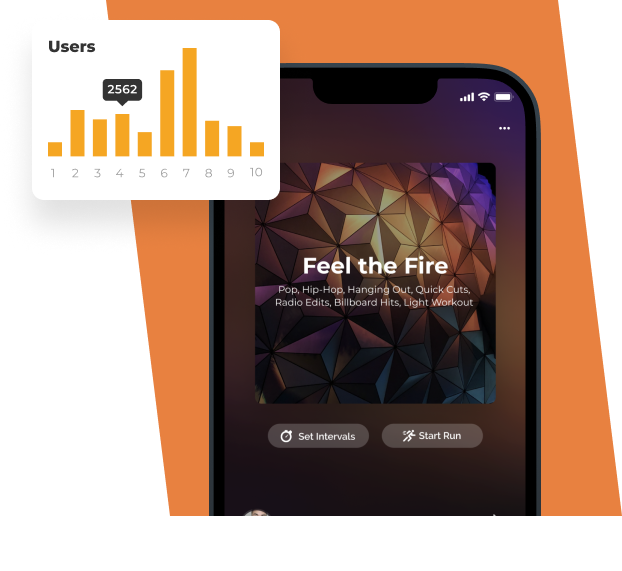 Users
2562
1 2 3 4 5 6 7 8 9 10
Feel the Fire
Pop, Hip-Hop, Hanging Out, Quick Cuts,
Radio Edits, Billboard Hits, Light Workout
Set Intervals
Start Run